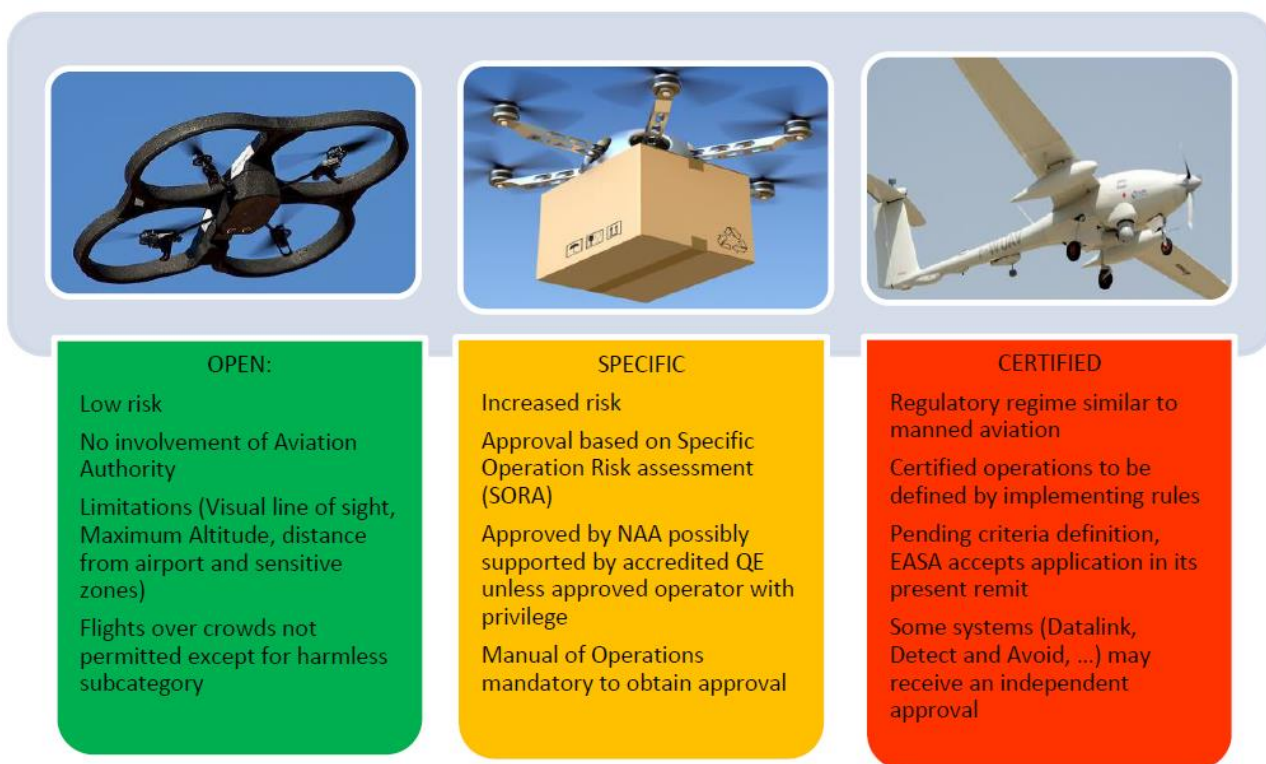 OPEN:
Low risk
No involvement of Aviation
Authority
Limitations (Visual line of sight,
Maximum Altitude, distance
from airport and sensitive
zones)
Flights over crowds not
permitted except for harmless
subcategory
SPECIFIC
Increased risk
Approval based on Specific
Operation Risk assessment
(SORA)
Approved by NAA possibly
supported by accredited QE
unless approved operator with
privilege
Manual of Operations
mandatory to obtain approval
CERTIFIED
Regulatory regime similar to
manned aviation
Certified operations to be
defined by implementing rules
Pending criteria definition,
EASA accepts application in its
present remit
Some systems (Datalink,
Detect and Avoid, ...) may
receive an independent
approval